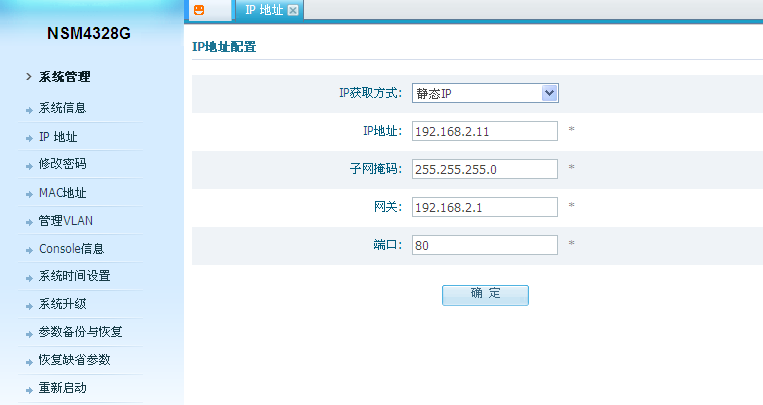 NSM4328G
系统管理
系统信息
IP 地址
修改密码
MAC地址
管理VLAN
Console信息
系统时间设置
系统升级
参数备份与恢复
恢复缺省参数
重新启动
IP 地址
IP地址配置
IP获取方式: 静态IP
IP地址: 192.168.2.11 *
子网掩码: 255.255.255.0 *
网关: 192.168.2.1 *
端口: 80 *
确 定